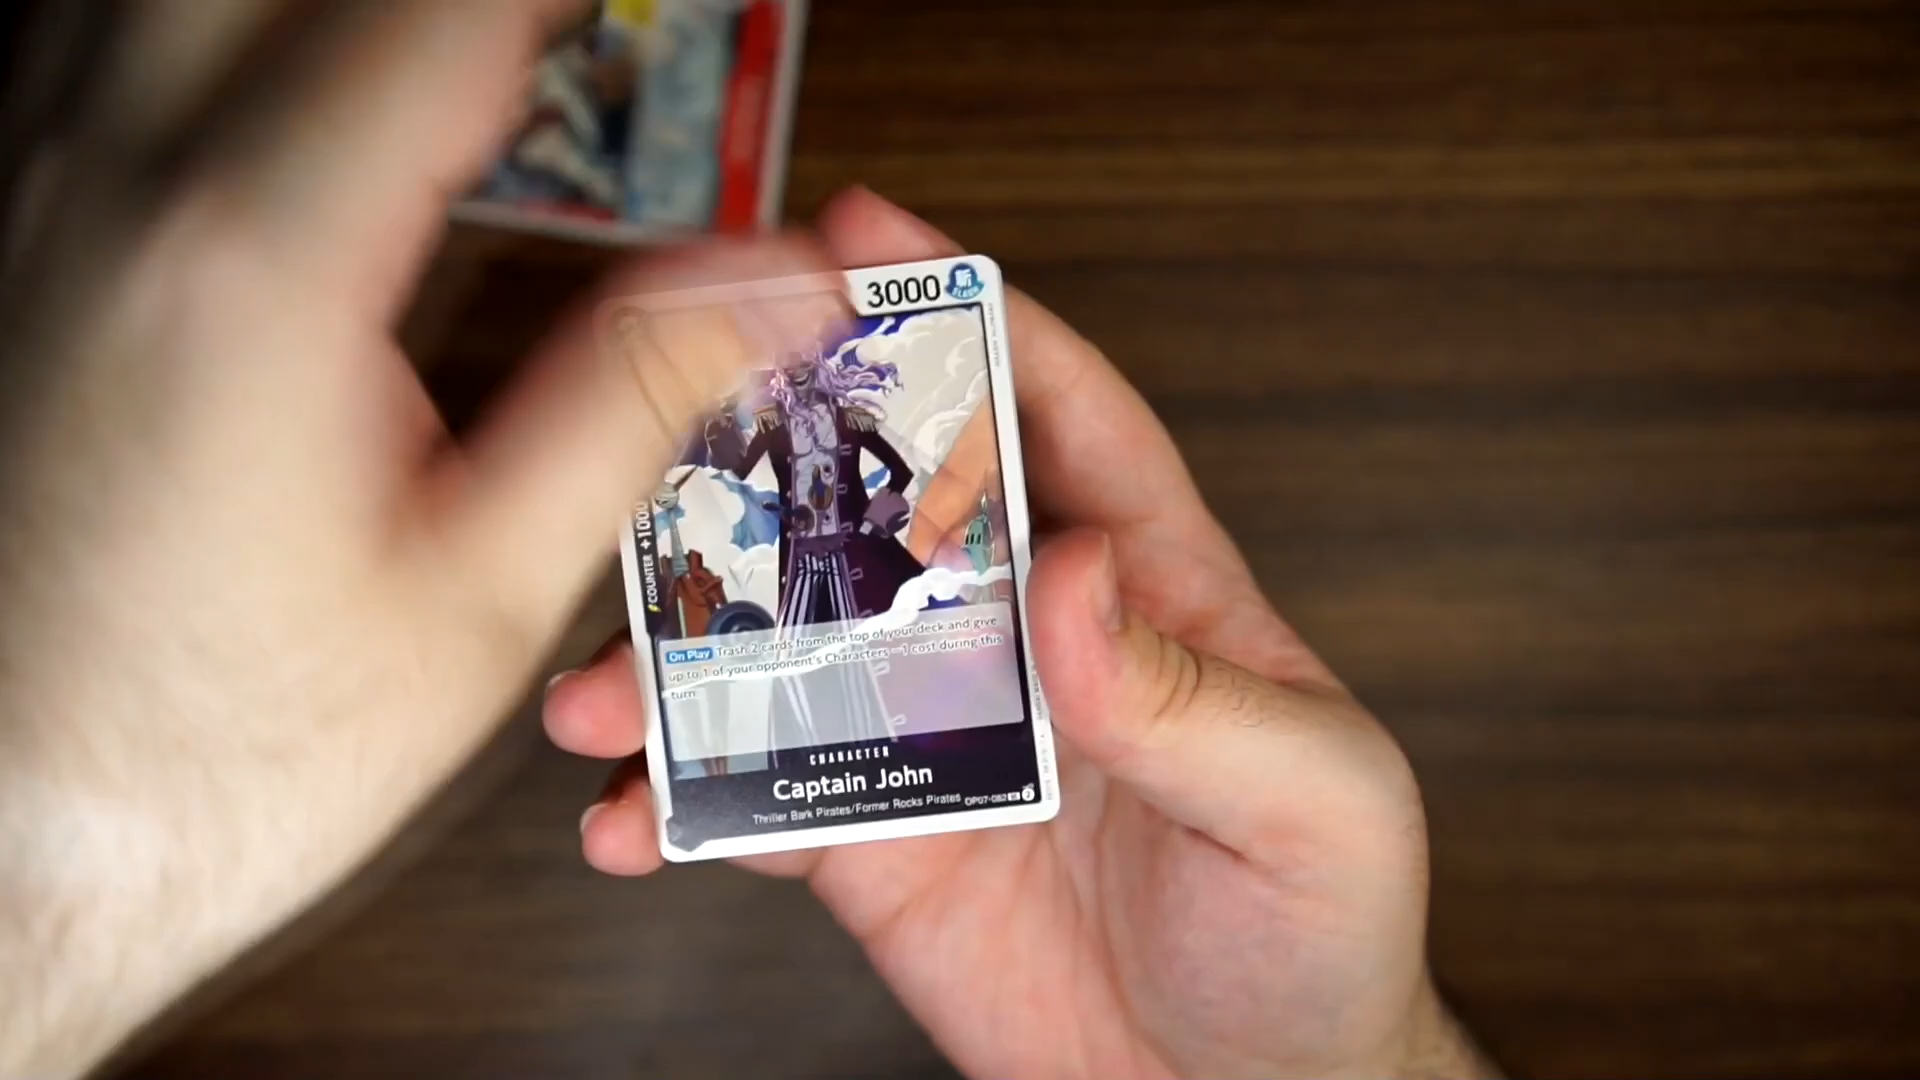 3000
SLASH
COUNTER +1000
On Play Trash 2 cards from the top of your deck and give
up to 1 of your opponent's Characters −1 cost during this
turn.
CHARACTER
Captain John
Thriller Bark Pirates/Former Rocks Pirates OP07-082